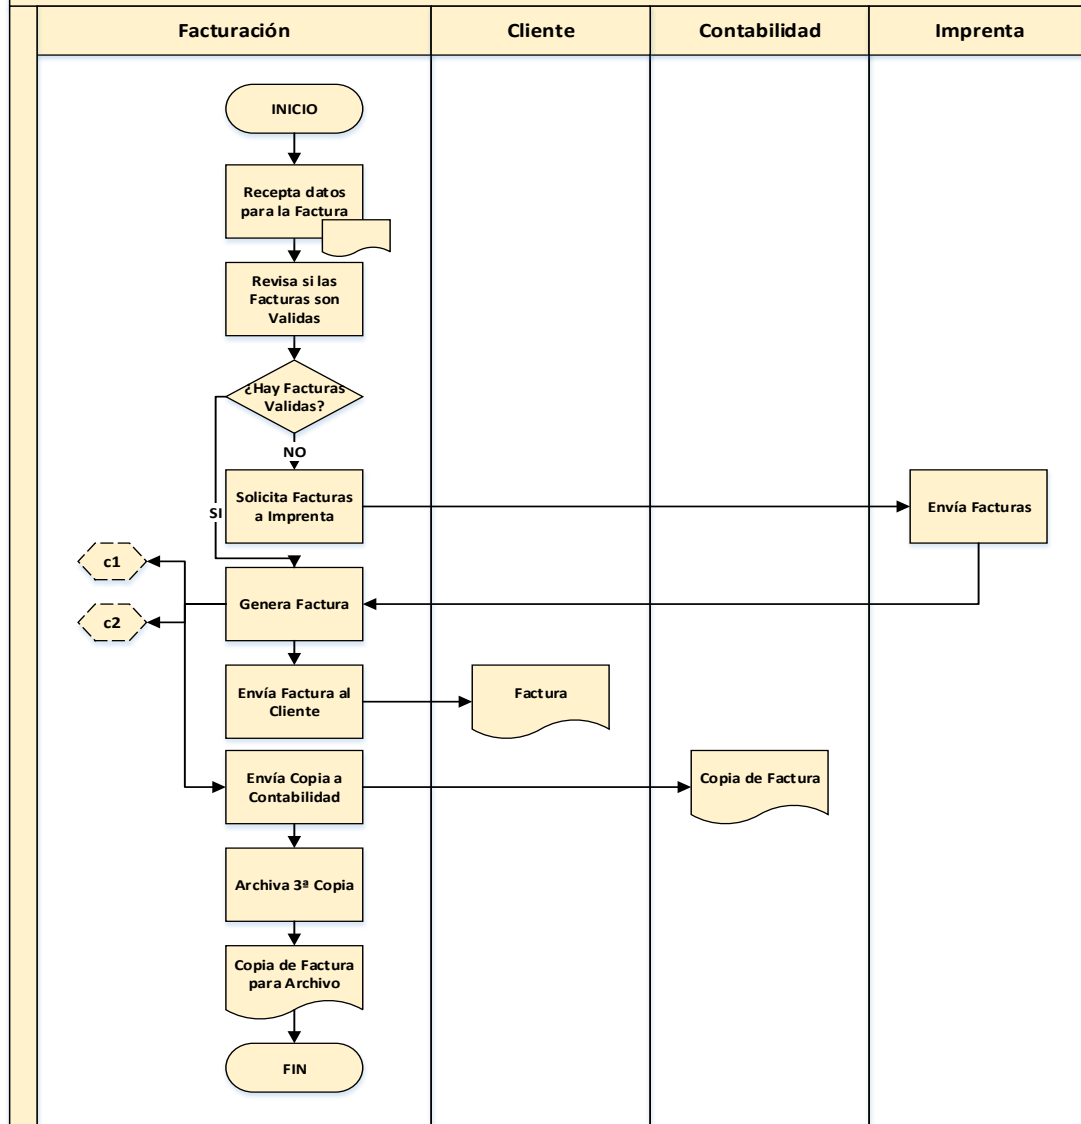 Facturación
Cliente
Contabilidad
Imprenta
INICIO
Recepta datos
para la Factura
Revisa si las
Facturas son
Validas
¿Hay Facturas
Validas?
NO
Solicita Facturas
a Imprenta
Envía Facturas
SI
c1
Genera Factura
c2
Envía Factura al
Cliente
Factura
Envía Copia a
Contabilidad
Copia de Factura
Archiva 3ª Copia
Copia de Factura
para Archivo
FIN